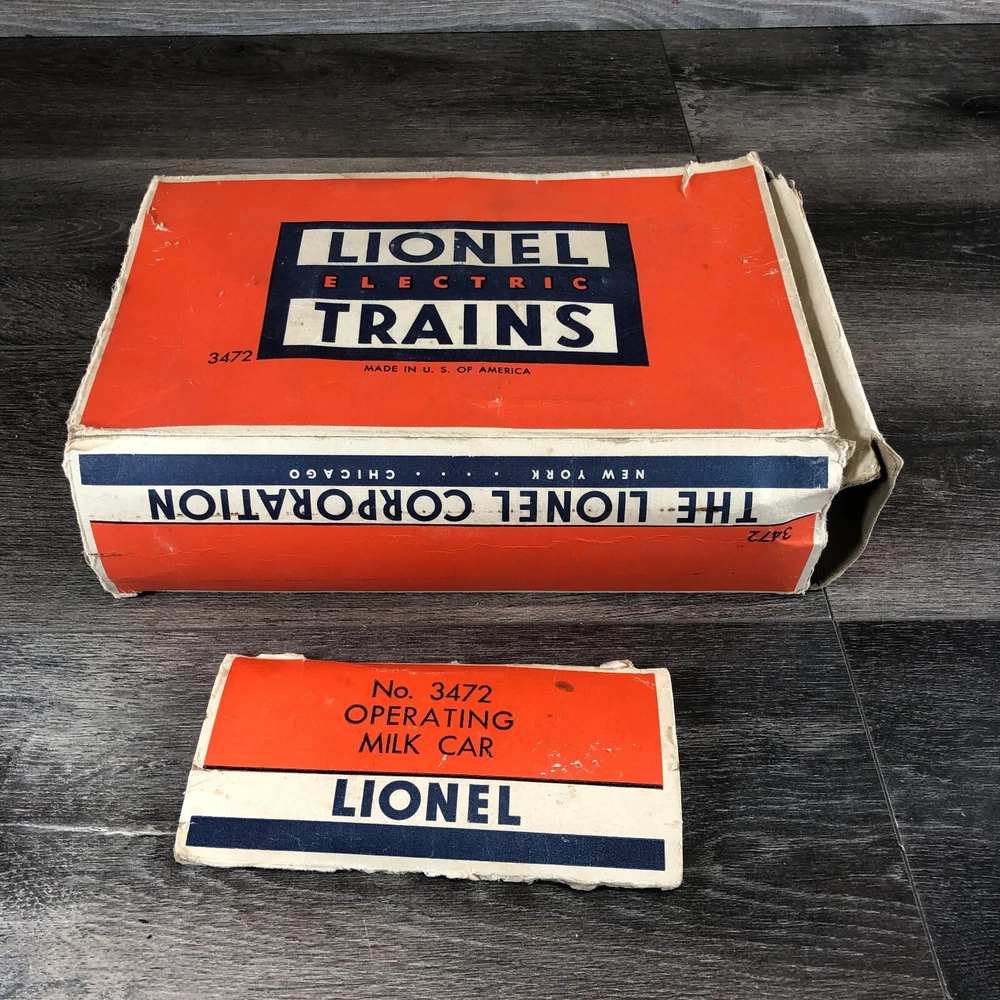 LIONEL
ELECTRIC
TRAINS
3472
MADE IN U. S. OF AMERICA
3472
THE LIONEL CORPORATION
NEW YORK . . . . CHICAGO
No. 3472
OPERATING
MILK CAR
LIONEL